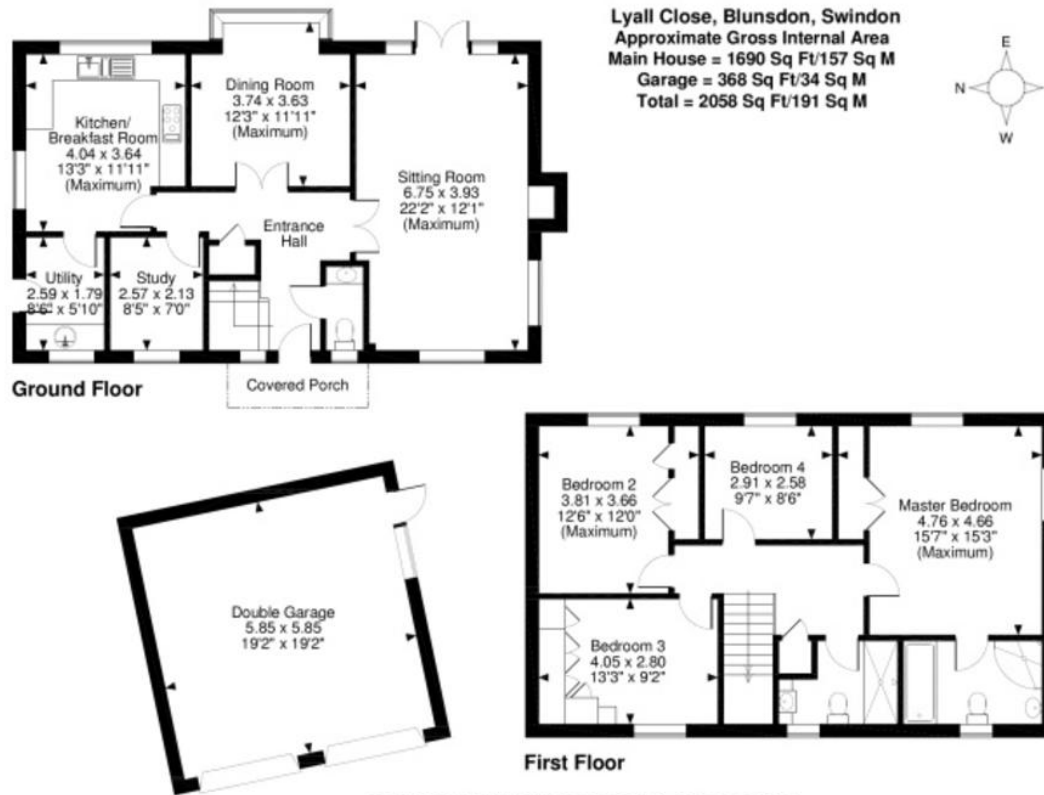 Lyall Close, Blunsdon, Swindon
Approximate Gross Internal Area
Main House = 1690 Sq Ft/157 Sq M
Garage = 368 Sq Ft/34 Sq M
Total = 2058 Sq Ft/191 Sq M
E
N
W
Dining Room
3.74 x 3.63
12'3" x 11'11"
(Maximum)
Kitchen/
Breakfast Room
4.04 x 3.64
13'3" x 11'11"
(Maximum)
Sitting Room
6.75 x 3.93
22'2" x 12'1"
(Maximum)
Entrance
Hall
Utility
2.59 x 1.79
8'6" x 5'10"
Study
2.57 x 2.13
8'5" x 7'0"
Covered Porch
Ground Floor
Bedroom 2
3.81 x 3.66
12'6" x 12'0"
(Maximum)
Bedroom 4
2.91 x 2.58
9'7" x 8'6"
Master Bedroom
4.76 x 4.66
15'7" x 15'3"
(Maximum)
Double Garage
5.85 x 5.85
19'2" x 19'2"
Bedroom 3
4.05 x 2.80
13'3" x 9'2"
First Floor